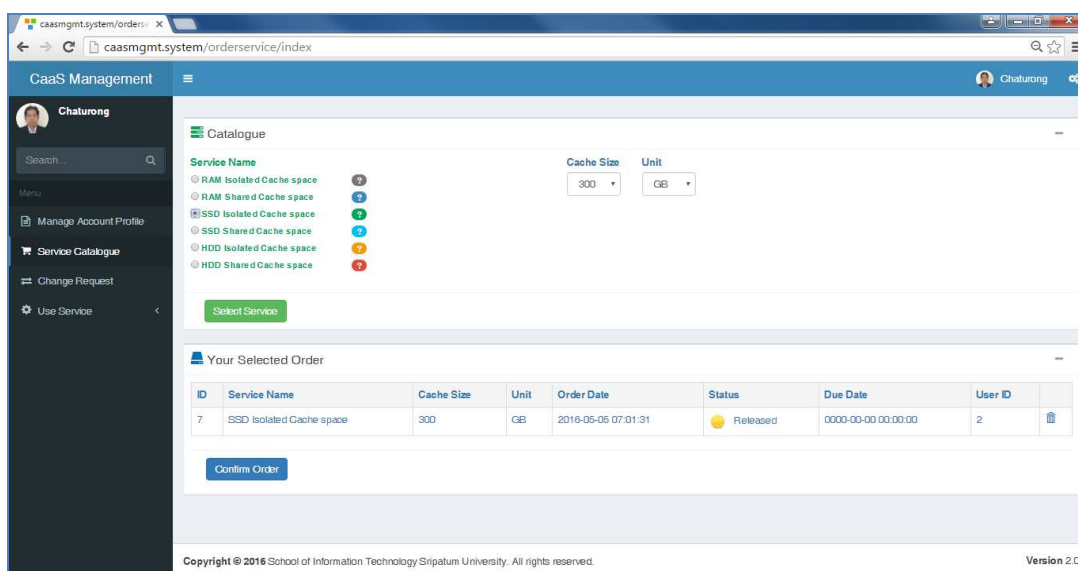 caasmgmt.system/orderse
caasmgmt.system/orderservice/index
CaaS Management
Chaturong
Chaturong
Search...
Menu
Manage Account Profile
Service Catalogue
Change Request
Use Service
Catalogue
Service Name
Cache Size
Unit
RAM Isolated Cache space ?
300
GB
RAM Shared Cache space ?
SSD Isolated Cache space ?
SSD Shared Cache space ?
HDD Isolated Cache space ?
HDD Shared Cache space ?
Select Service
Your Selected Order
ID Service Name Cache Size Unit Order Date Status Due Date User ID
7 SSD Isolated Cache space 300 GB 2016-05-05 07:01:31 Released 0000-00-00 00:00:00 2
Confirm Order
Copyright © 2016 School of Information Technology Sripatum University. All rights reserved.
Version 2.0